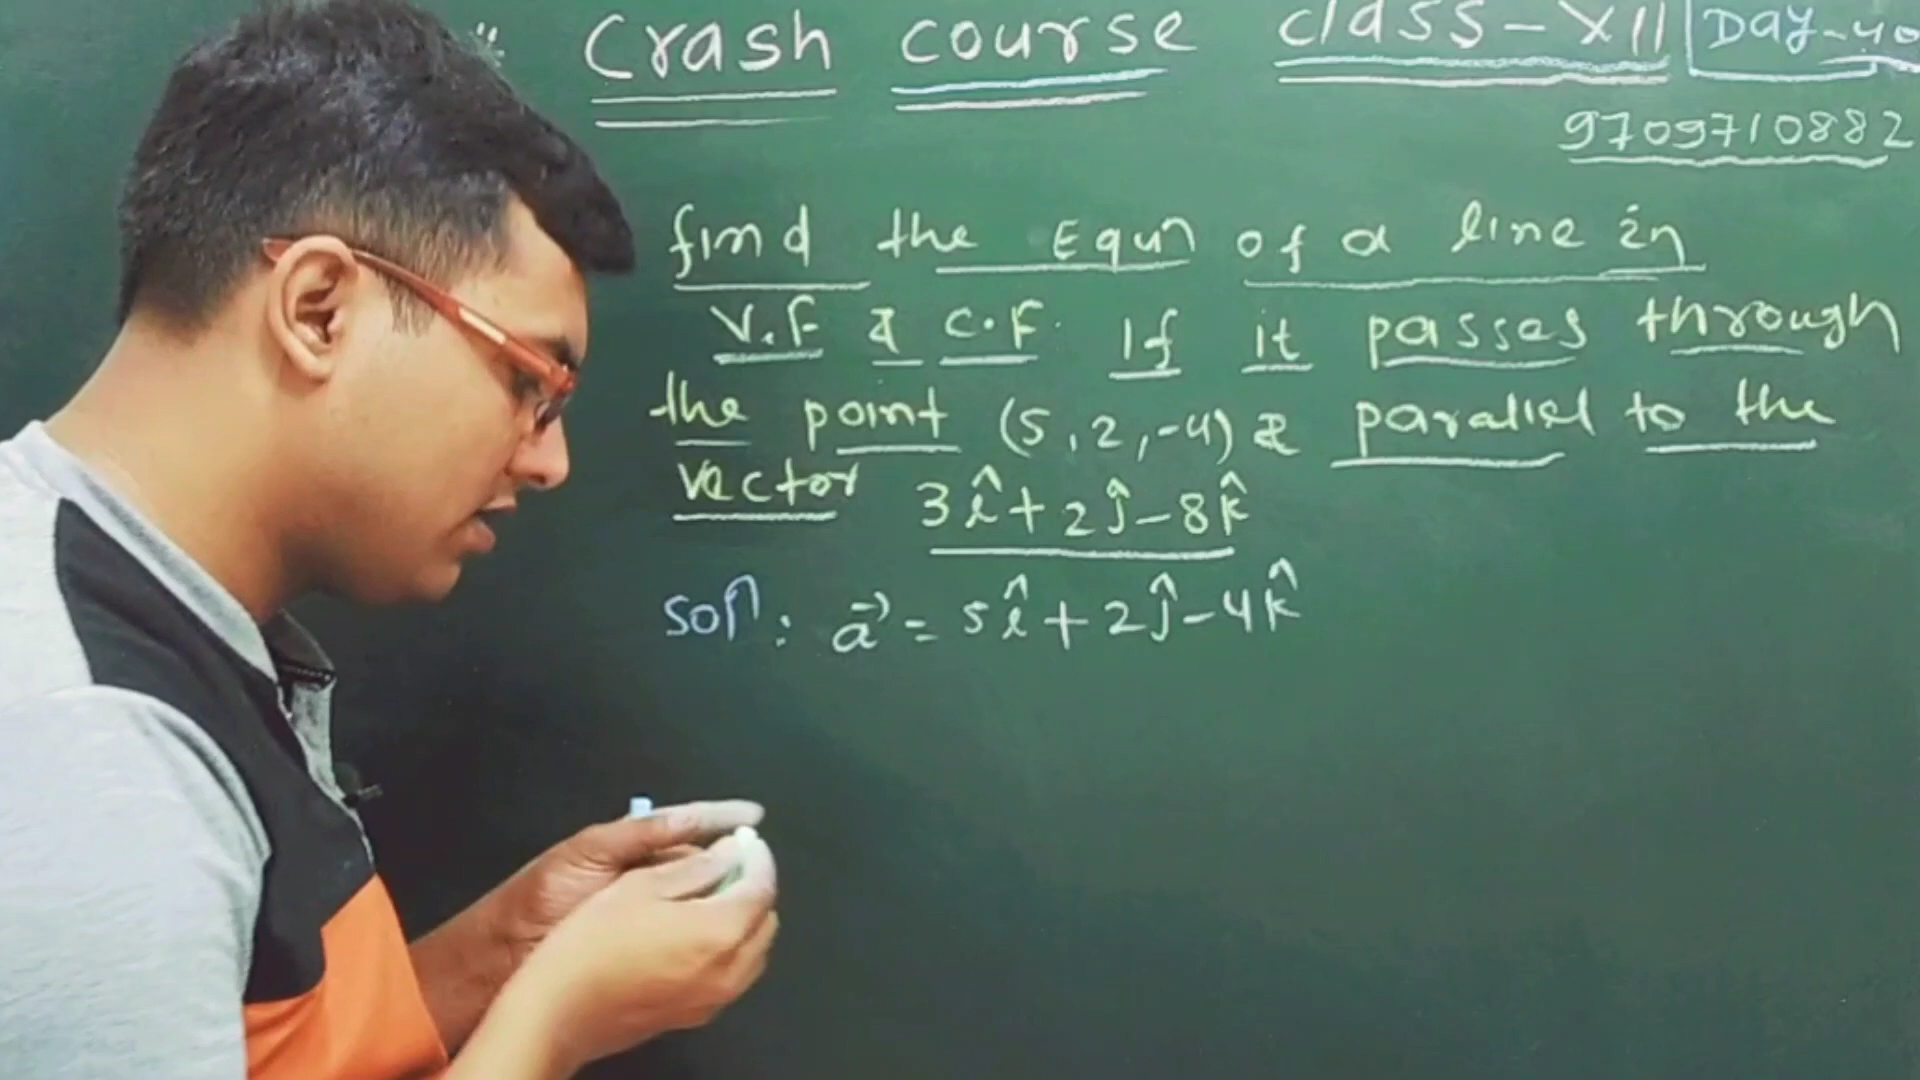 Crash course class-XII Day-40
9709710882
find the Equn of a line in
V.F & C.F. If it passes through
the point (5,2,-4) & parallel to the
vector 3î+2ĵ-8k̂
Soln: a⃗ = 5î+2ĵ-4k̂